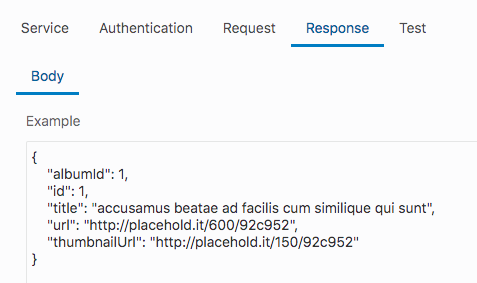 Service Authentication Request Response Test
Body
Example
{
"albumId": 1,
"id": 1,
"title": "accusamus beatae ad facilis cum similique qui sunt",
"url": "http://placehold.it/600/92c952",
"thumbnailUrl": "http://placehold.it/150/92c952"
}